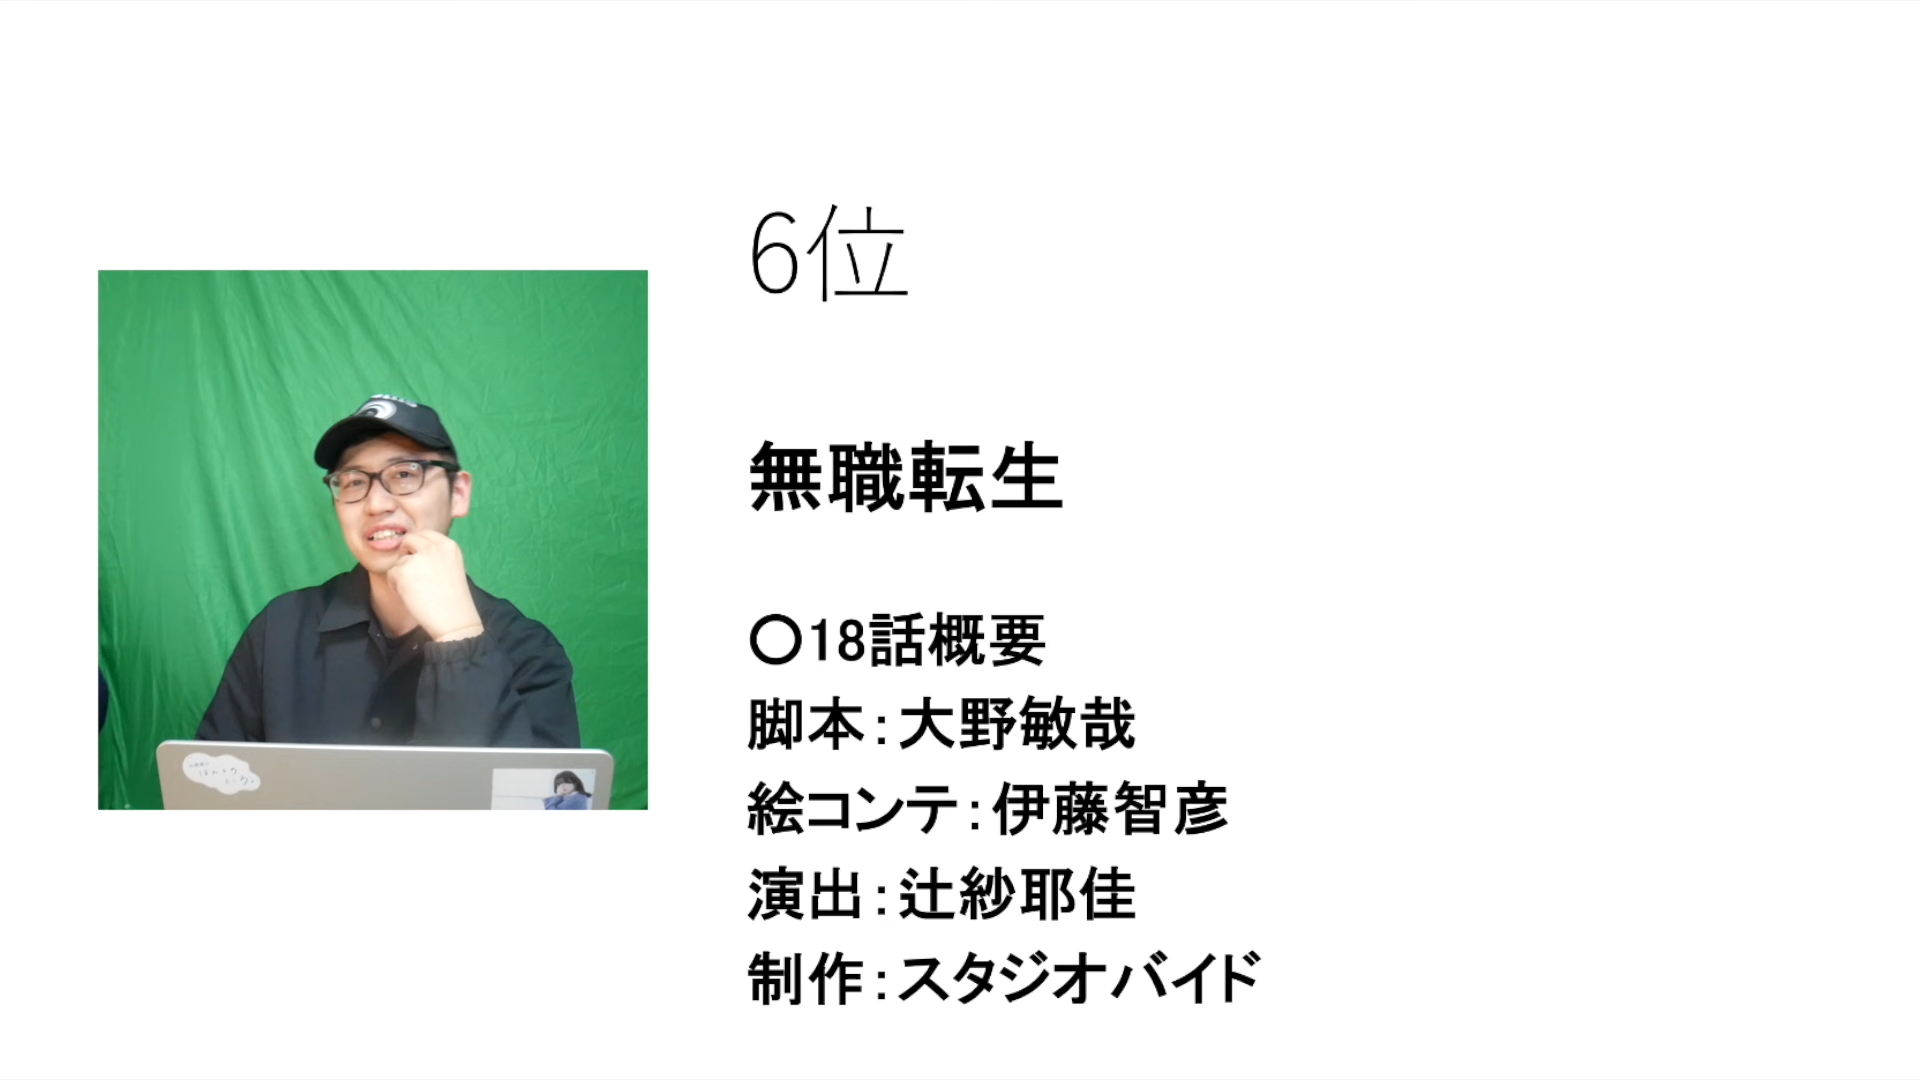 6位
無職転生
〇18話概要
脚本：大野敏哉
絵コンテ：伊藤智彦
演出：辻紗耶佳
制作：スタジオバイド